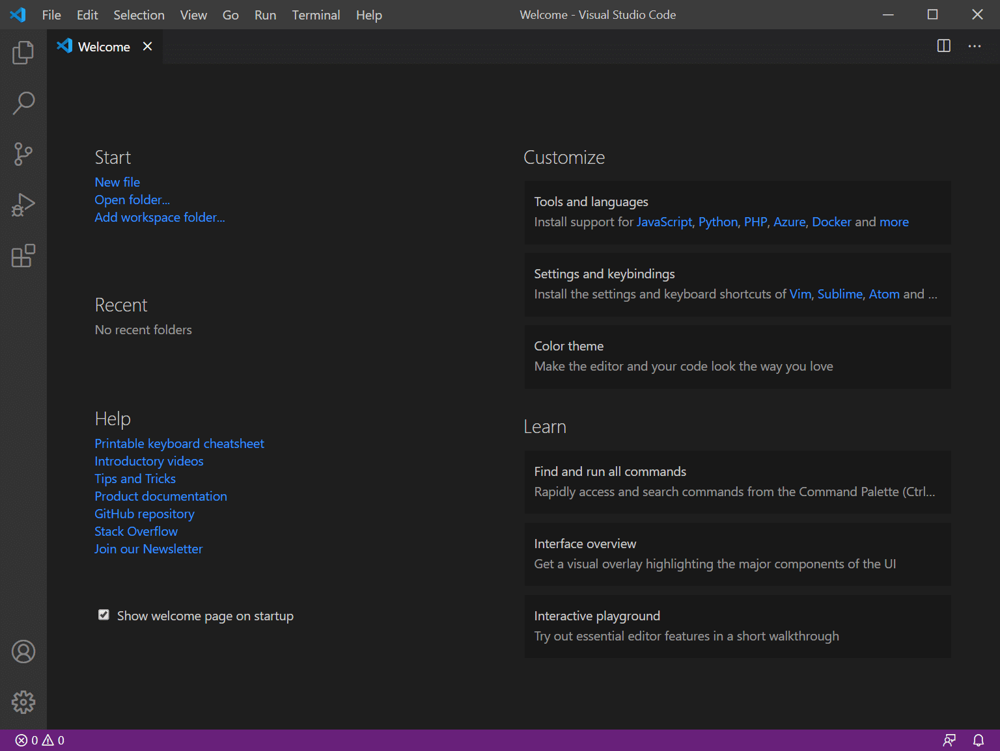 File Edit Selection View Go Run Terminal Help
Welcome - Visual Studio Code
Welcome
Start
New file
Open folder...
Add workspace folder...
Recent
No recent folders
Help
Printable keyboard cheatsheet
Introductory videos
Tips and Tricks
Product documentation
GitHub repository
Stack Overflow
Join our Newsletter
Show welcome page on startup
Customize
Tools and languages
Install support for JavaScript, Python, PHP, Azure, Docker and more
Settings and keybindings
Install the settings and keyboard shortcuts of Vim, Sublime, Atom and ...
Color theme
Make the editor and your code look the way you love
Learn
Find and run all commands
Rapidly access and search commands from the Command Palette (Ctrl...
Interface overview
Get a visual overlay highlighting the major components of the UI
Interactive playground
Try out essential editor features in a short walkthrough
0 0